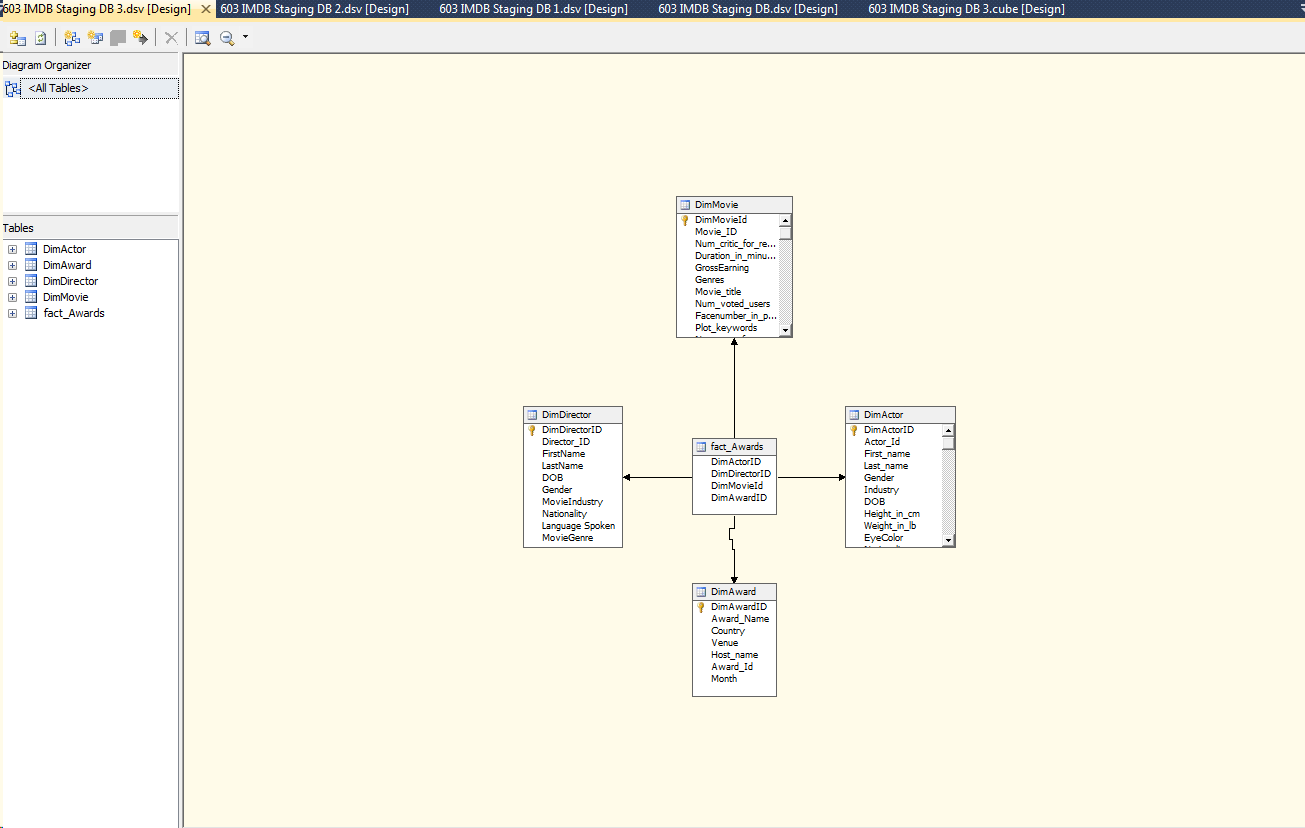 603 IMDB Staging DB 3.dsv [Design]
603 IMDB Staging DB 2.dsv [Design]
603 IMDB Staging DB 1.dsv [Design]
603 IMDB Staging DB.dsv [Design]
603 IMDB Staging DB 3.cube [Design]
Diagram Organizer
<All Tables>
Tables
DimActor
DimAward
DimDirector
DimMovie
fact_Awards
DimMovie
DimMovieId
Movie_ID
Num_critic_for_re...
Duration_in_minu...
GrossEarning
Genres
Movie_title
Num_voted_users
Facenumber_in_p...
Plot_keywords
DimDirector
DimDirectorID
Director_ID
FirstName
LastName
DOB
Gender
MovieIndustry
Nationality
Language Spoken
MovieGenre
fact_Awards
DimActorID
DimDirectorID
DimMovieId
DimAwardID
DimActor
DimActorID
Actor_Id
First_name
Last_name
Gender
Industry
DOB
Height_in_cm
Weight_in_lb
EyeColor
DimAward
DimAwardID
Award_Name
Country
Venue
Host_name
Award_Id
Month